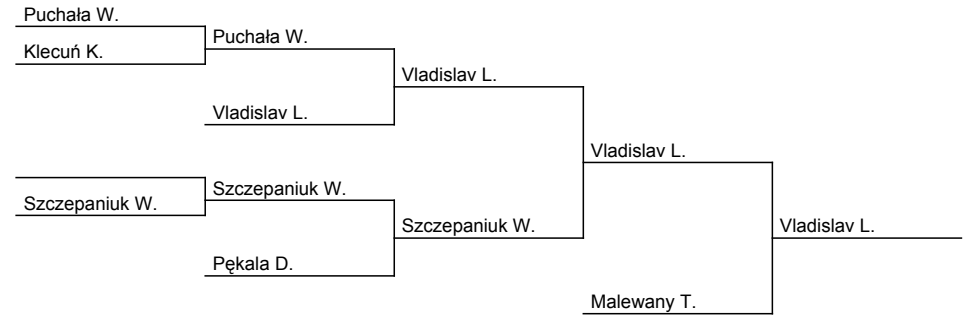 Puchała W.
Klecuń K.
Puchała W.
Vladislav L.
Vladislav L.
Szczepaniuk W.
Szczepaniuk W.
Pękala D.
Szczepaniuk W.
Vladislav L.
Malewany T.
Vladislav L.